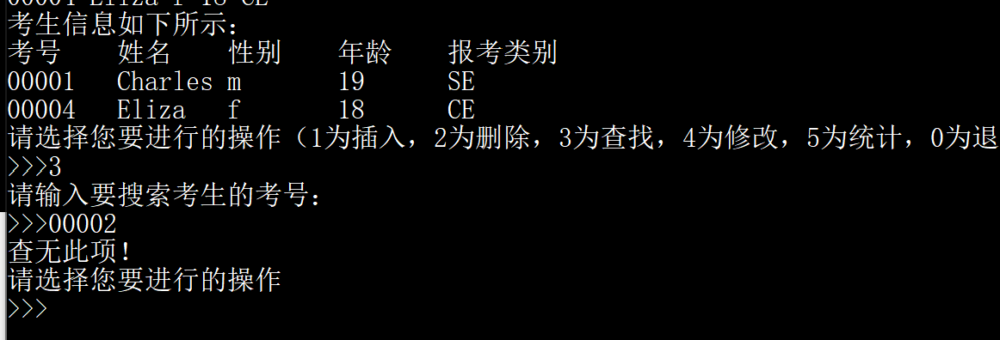 00004 Eliza f 18 CE
考生信息如下所示：
考号 姓名 性别 年龄 报考类别
00001 Charles m 19 SE
00004 Eliza f 18 CE
请选择您要进行的操作（1为插入，2为删除，3为查找，4为修改，5为统计，0为退
>>>3
请输入要搜索考生的考号：
>>>00002
查无此项！
请选择您要进行的操作
>>>